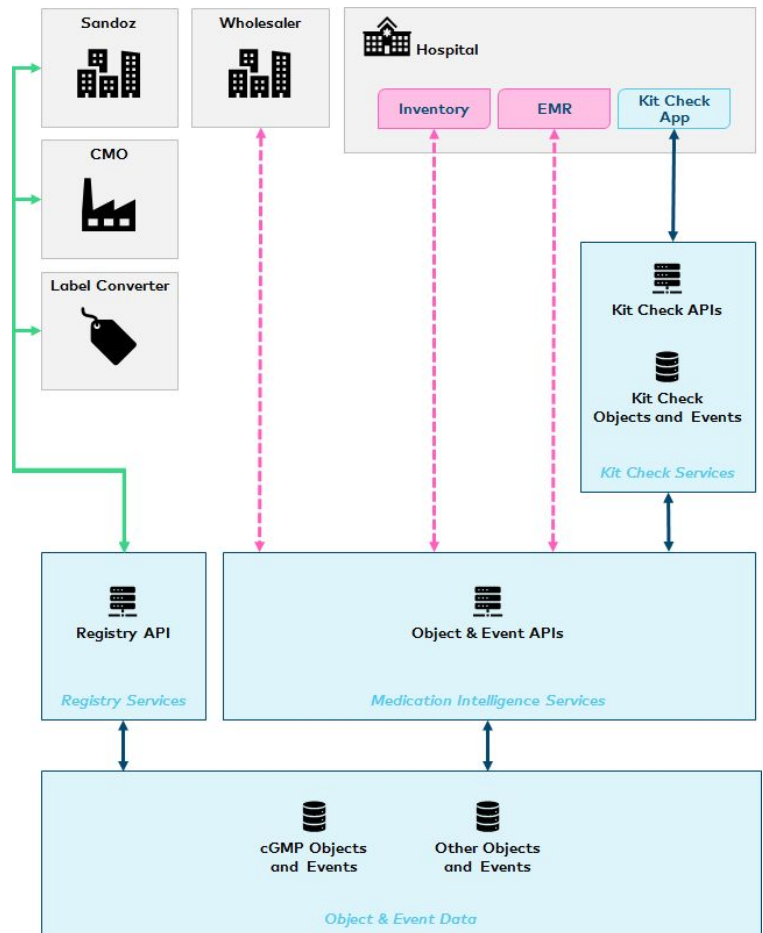 Sandoz
Wholesaler
Hospital
Inventory
EMR
Kit Check
App
CMO
Label Converter
Kit Check APIs
Kit Check
Objects and Events
Kit Check Services
Registry API
Registry Services
Object & Event APIs
Medication Intelligence Services
cGMP Objects
and Events
Other Objects
and Events
Object & Event Data